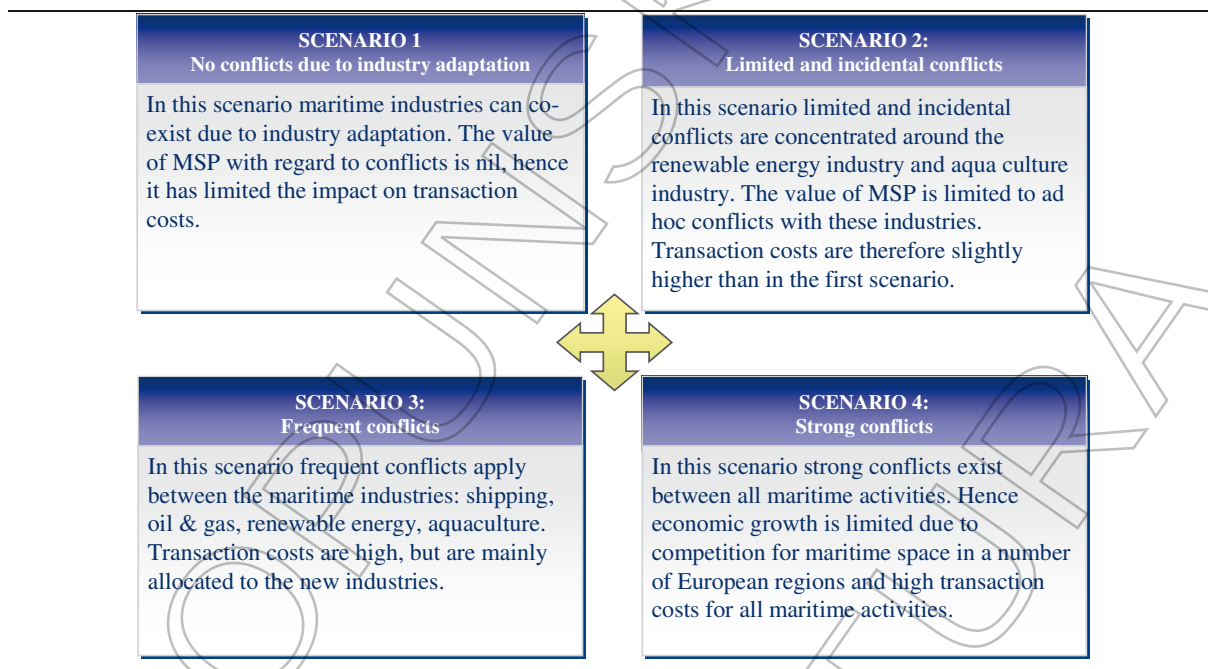 SCENARIO 1
No conflicts due to industry adaptation
In this scenario maritime industries can co-
exist due to industry adaptation. The value
of MSP with regard to conflicts is nil, hence
it has limited the impact on transaction
costs.
SCENARIO 2:
Limited and incidental conflicts
In this scenario limited and incidental
conflicts are concentrated around the
renewable energy industry and aqua culture
industry. The value of MSP is limited to ad
hoc conflicts with these industries.
Transaction costs are therefore slightly
higher than in the first scenario.
SCENARIO 3:
Frequent conflicts
In this scenario frequent conflicts apply
between the maritime industries: shipping,
oil & gas, renewable energy, aquaculture.
Transaction costs are high, but are mainly
allocated to the new industries.
SCENARIO 4:
Strong conflicts
In this scenario strong conflicts exist
between all maritime activities. Hence
economic growth is limited due to
competition for maritime space in a number
of European regions and high transaction
costs for all maritime activities.